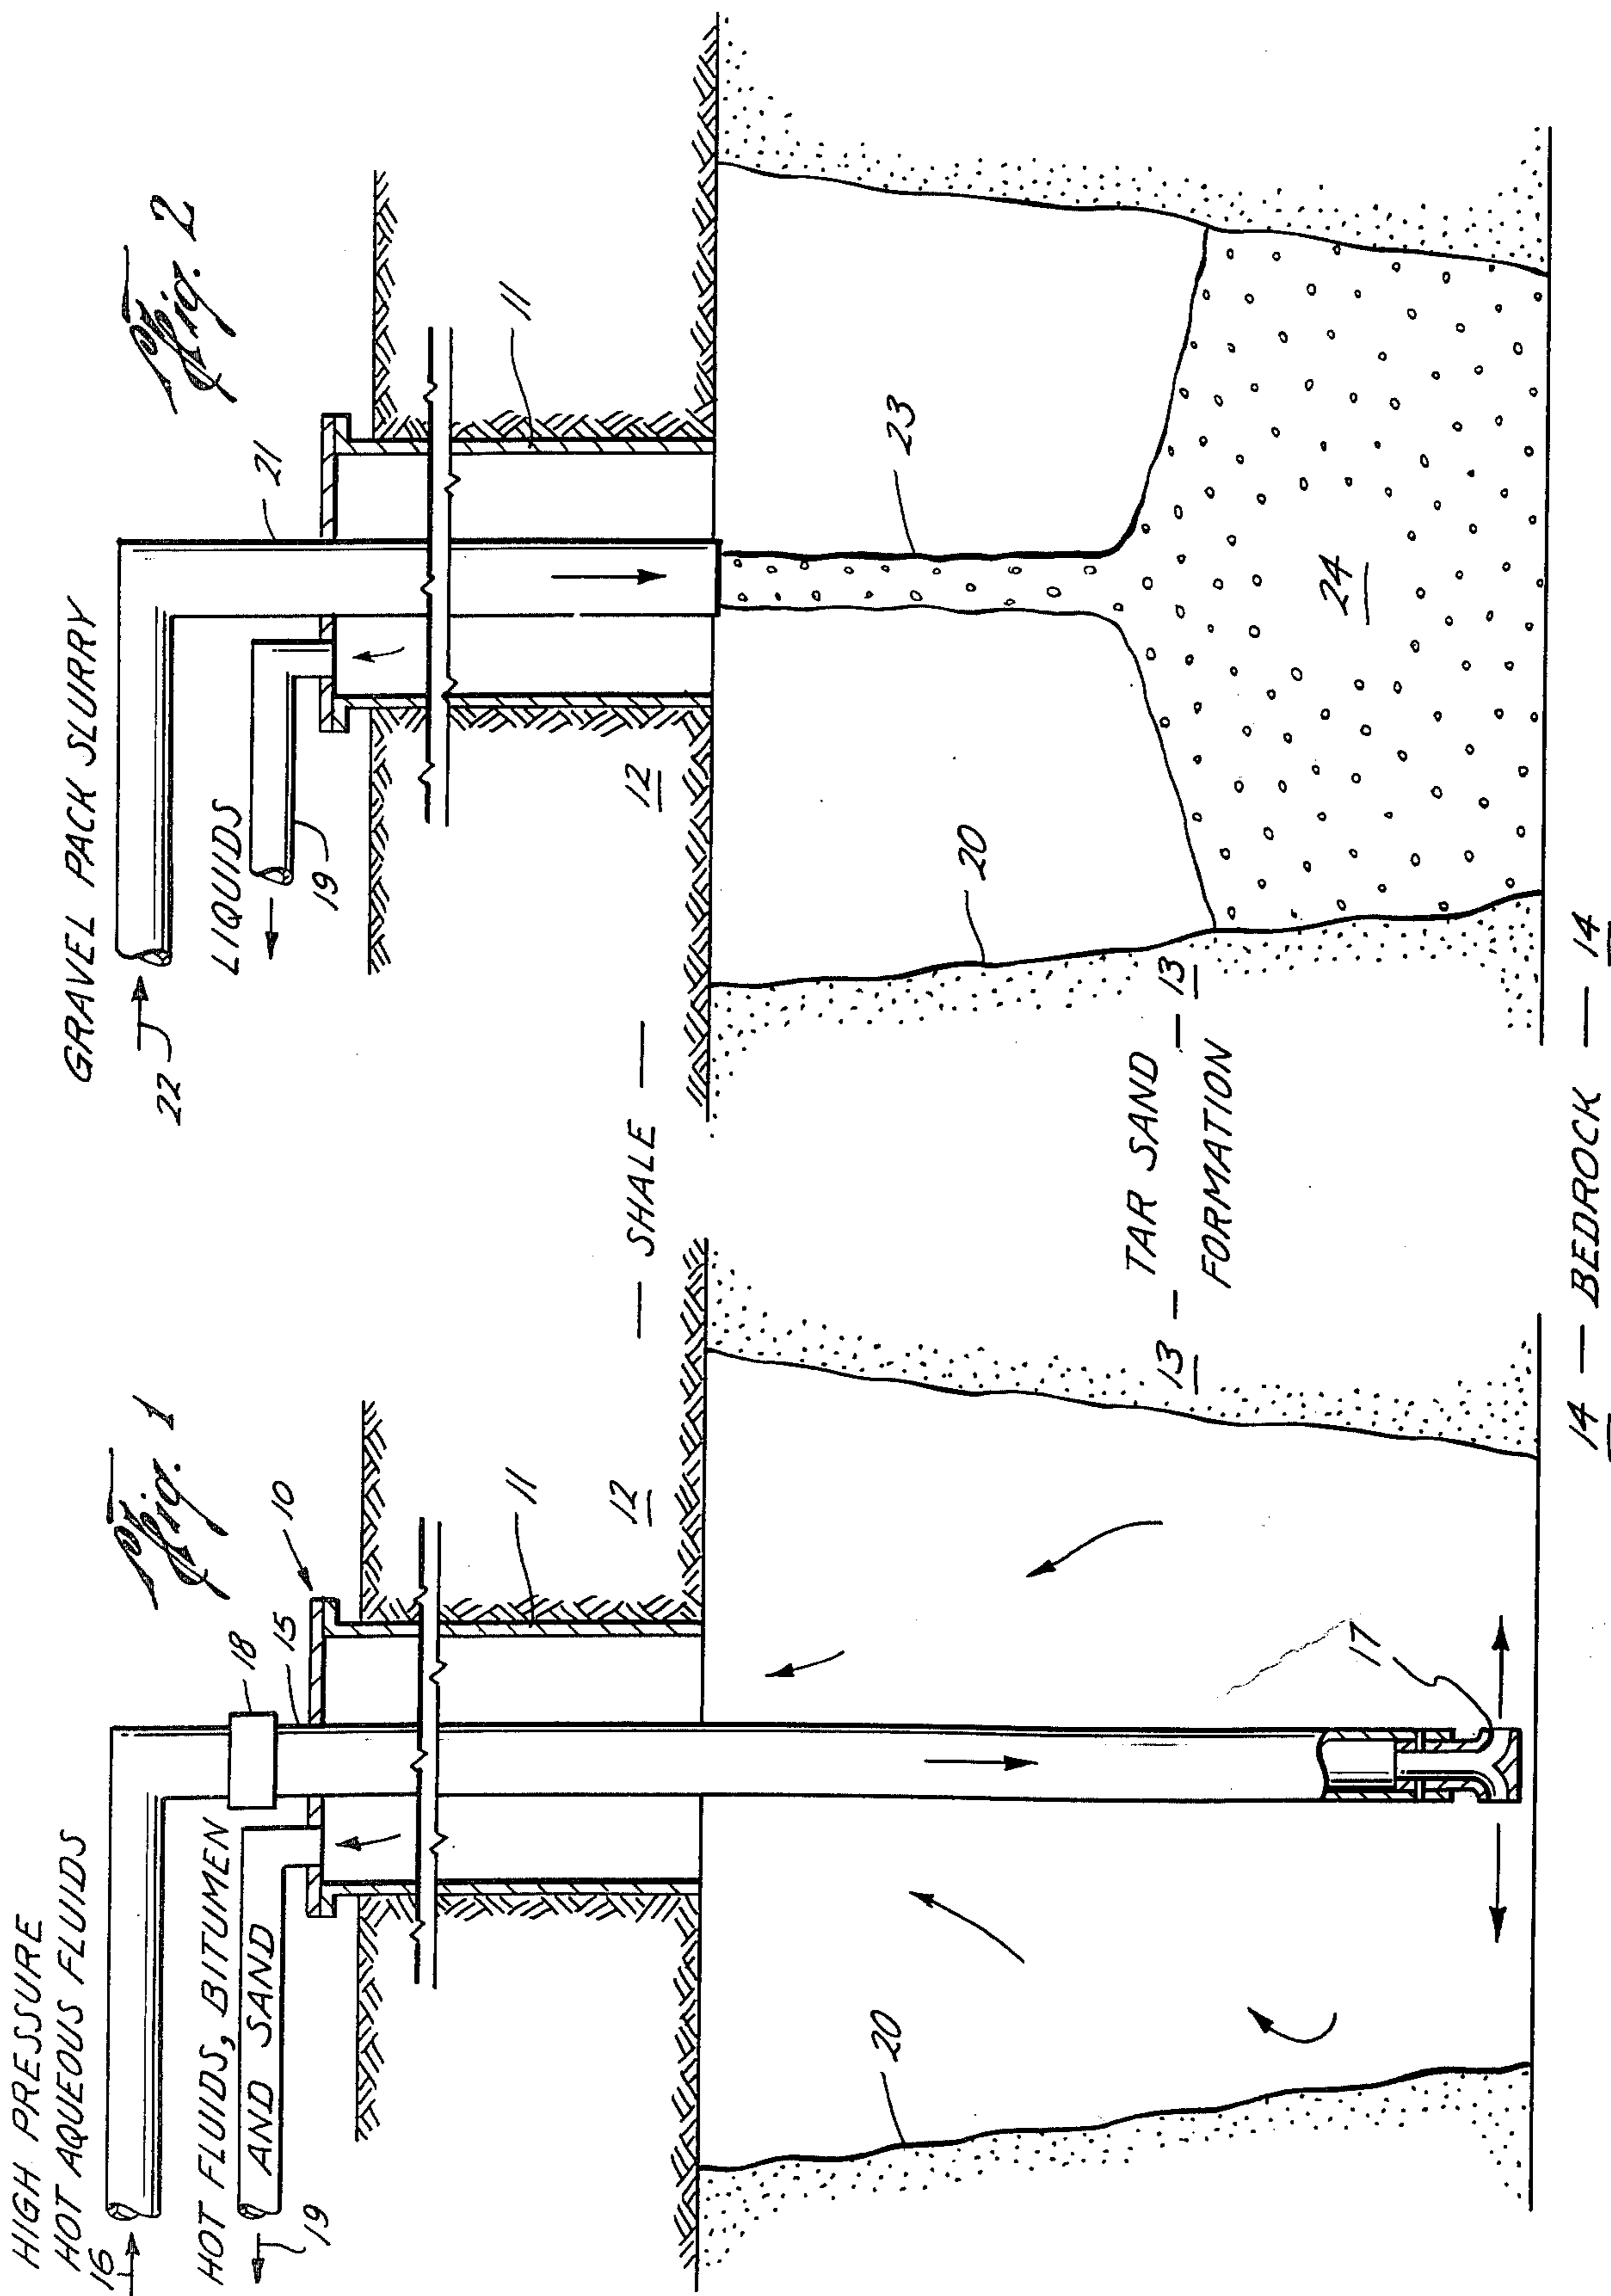 Fig. 1
HIGH PRESSURE
HOT AQUEOUS FLUIDS
16
18
15
10
HOT FLUIDS, BITUMEN
AND SAND
19
11
12
20
17
— SHALE —
13 — TAR SAND — 13
FORMATION
14 — BEDROCK — 14
Fig. 2
GRAVEL PACK SLURRY
22
21
LIQUIDS
19
11
12
20
23
24